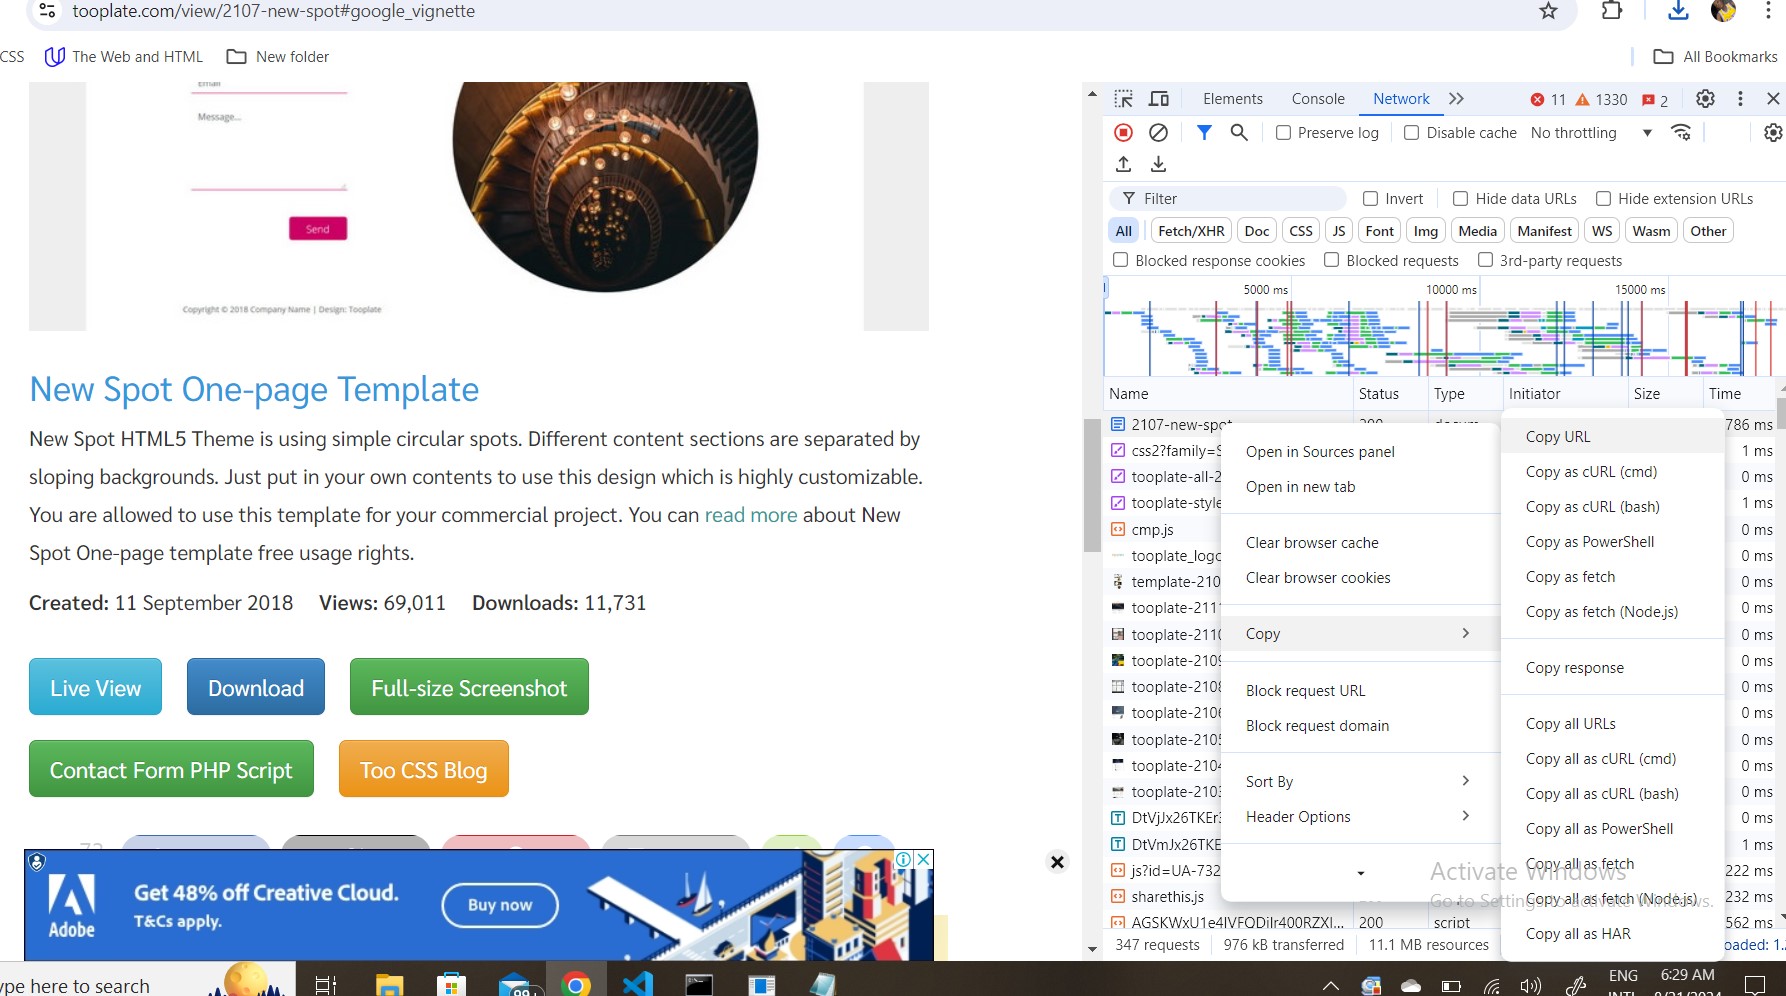 tooplate.com/view/2107-new-spot#google_vignette
CSS
The Web and HTML
New folder
All Bookmarks
Email
Message...
Send
Copyright © 2018 Company Name | Design: Tooplate
New Spot One-page Template
New Spot HTML5 Theme is using simple circular spots. Different content sections are separated by
sloping backgrounds. Just put in your own contents to use this design which is highly customizable.
You are allowed to use this template for your commercial project. You can read more about New
Spot One-page template free usage rights.
Created: 11 September 2018 Views: 69,011 Downloads: 11,731
Live View
Download
Full-size Screenshot
Contact Form PHP Script
Too CSS Blog
Adobe
Get 48% off Creative Cloud.
T&Cs apply.
Buy now
Elements
Console
Network
11
1330
2
Preserve log
Disable cache
No throttling
Filter
Invert
Hide data URLs
Hide extension URLs
All
Fetch/XHR
Doc
CSS
JS
Font
Img
Media
Manifest
WS
Wasm
Other
Blocked response cookies
Blocked requests
3rd-party requests
5000 ms
10000 ms
15000 ms
Name
Status
Type
Initiator
Size
Time
2107-new-spot
786 ms
css2?family=S
1 ms
tooplate-all-2
0 ms
tooplate-style
1 ms
cmp.js
0 ms
tooplate_logo
0 ms
template-210
0 ms
tooplate-2111
0 ms
tooplate-2110
0 ms
tooplate-2109
0 ms
tooplate-2108
0 ms
tooplate-2106
0 ms
tooplate-2105
0 ms
tooplate-2104
0 ms
tooplate-2103
0 ms
DtVjJx26TKEr3
0 ms
DtVmJx26TKE
1 ms
js?id=UA-732
222 ms
sharethis.js
232 ms
200
script
562 ms
Open in Sources panel
Open in new tab
Clear browser cache
Clear browser cookies
Copy
Block request URL
Block request domain
Sort By
Header Options
Copy URL
Copy as cURL (cmd)
Copy as cURL (bash)
Copy as PowerShell
Copy as fetch
Copy as fetch (Node.js)
Copy response
Copy all URLs
Copy all as cURL (cmd)
Copy all as cURL (bash)
Copy all as PowerShell
Copy all as fetch
Copy all as fetch (Node.js)
Copy all as HAR
Activate Windows
Go to Settings to activate Windows.
347 requests
976 kB transferred
11.1 MB resources
oaded: 1.
ype here to search
99+
ENG
INTL
6:29 AM